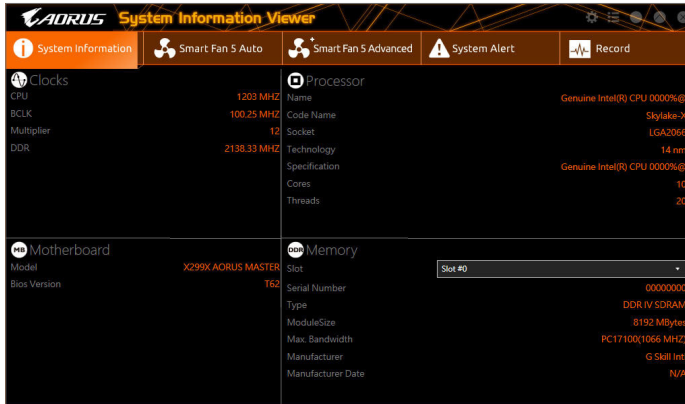 AORUS System Information Viewer
System Information Smart Fan 5 Auto Smart Fan 5 Advanced System Alert Record
Clocks
CPU 1203 MHZ
BCLK 100.25 MHZ
Multiplier 12
DDR 2138.33 MHZ
Processor
Name Genuine Intel(R) CPU 0000%@
Code Name Skylake-X
Socket LGA2066
Technology 14 nm
Specification Genuine Intel(R) CPU 0000%@
Cores 10
Threads 20
MB Motherboard
Model X299X AORUS MASTER
Bios Version T62
DDR Memory
Slot Slot #0
Serial Number 00000000
Type DDR IV SDRAM
ModuleSize 8192 MBytes
Max. Bandwidth PC17100(1066 MHZ)
Manufacturer G Skill Intl
Manufacturer Date N/A